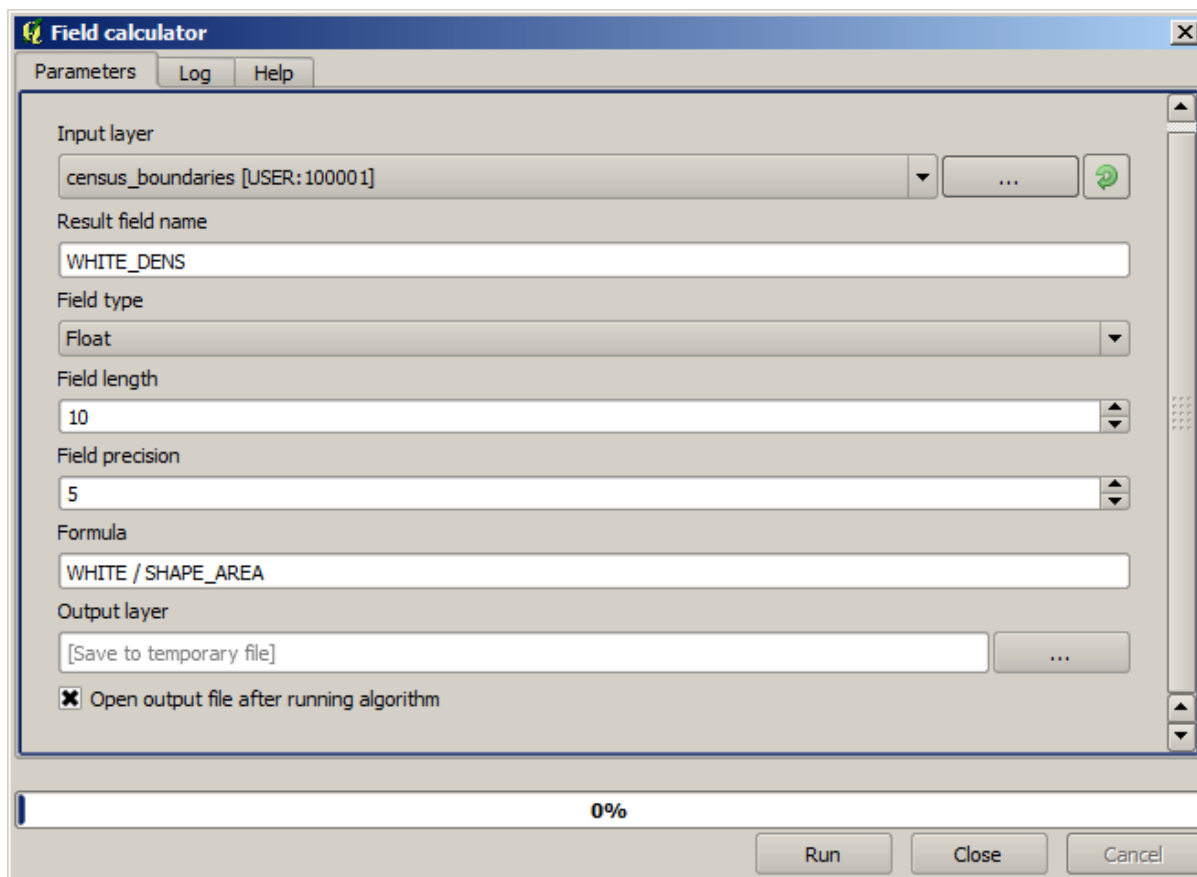 Field calculator
Parameters Log Help
Input layer
census_boundaries [USER:100001]
...
Result field name
WHITE_DENS
Field type
Float
Field length
10
Field precision
5
Formula
WHITE / SHAPE_AREA
Output layer
[Save to temporary file]
...
Open output file after running algorithm
0%
Run Close Cancel